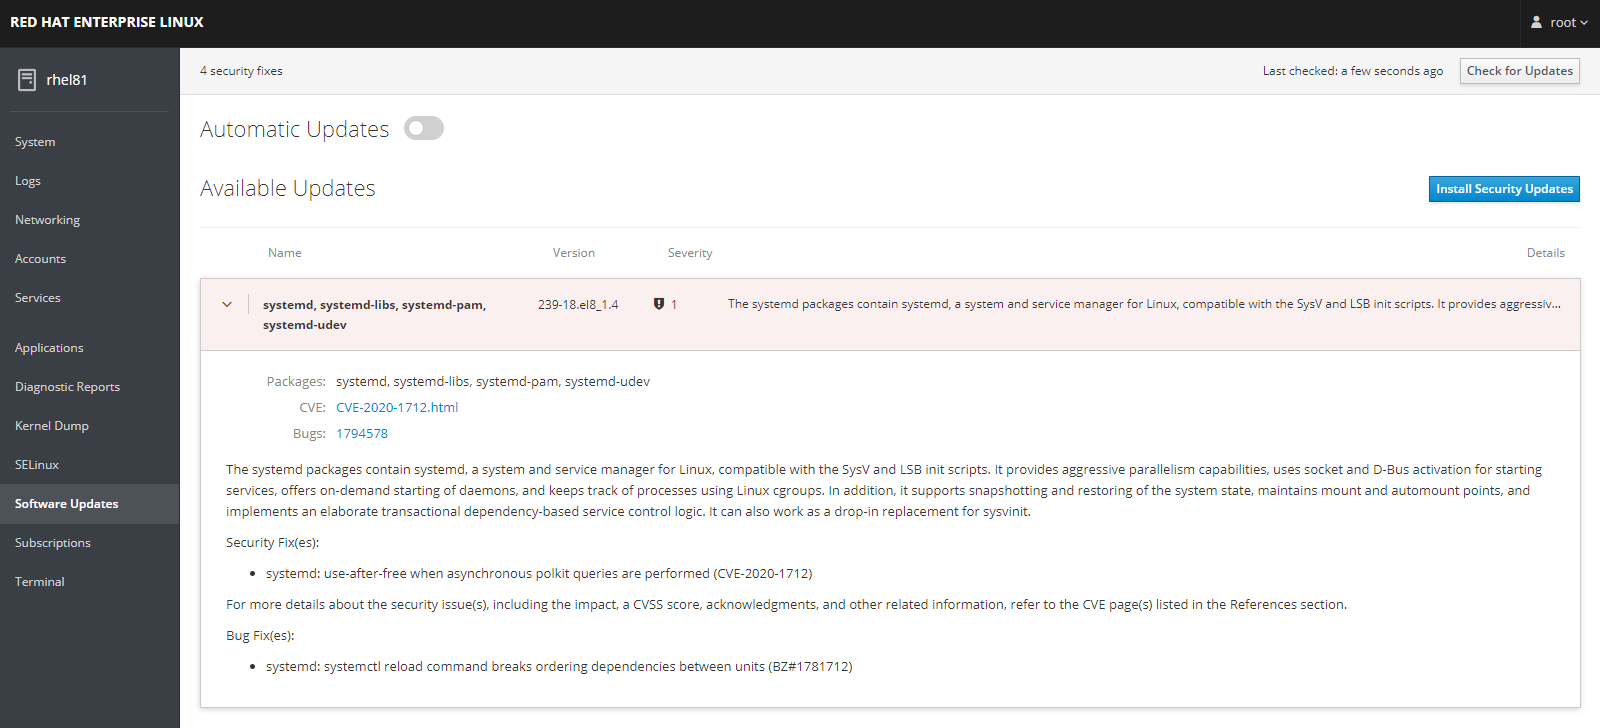 RED HAT ENTERPRISE LINUX
root
rhel81
System
Logs
Networking
Accounts
Services
Applications
Diagnostic Reports
Kernel Dump
SELinux
Software Updates
Subscriptions
Terminal
4 security fixes
Last checked: a few seconds ago
Check for Updates
Automatic Updates
Available Updates
Install Security Updates
Name Version Severity Details
systemd, systemd-libs, systemd-pam, 239-18.el8_1.4 1 The systemd packages contain systemd, a system and service manager for Linux, compatible with the SysV and LSB init scripts. It provides aggressiv...
systemd-udev
Packages: systemd, systemd-libs, systemd-pam, systemd-udev
CVE: CVE-2020-1712.html
Bugs: 1794578
The systemd packages contain systemd, a system and service manager for Linux, compatible with the SysV and LSB init scripts. It provides aggressive parallelism capabilities, uses socket and D-Bus activation for starting
services, offers on-demand starting of daemons, and keeps track of processes using Linux cgroups. In addition, it supports snapshotting and restoring of the system state, maintains mount and automount points, and
implements an elaborate transactional dependency-based service control logic. It can also work as a drop-in replacement for sysvinit.
Security Fix(es):
• systemd: use-after-free when asynchronous polkit queries are performed (CVE-2020-1712)
For more details about the security issue(s), including the impact, a CVSS score, acknowledgments, and other related information, refer to the CVE page(s) listed in the References section.
Bug Fix(es):
• systemd: systemctl reload command breaks ordering dependencies between units (BZ#1781712)